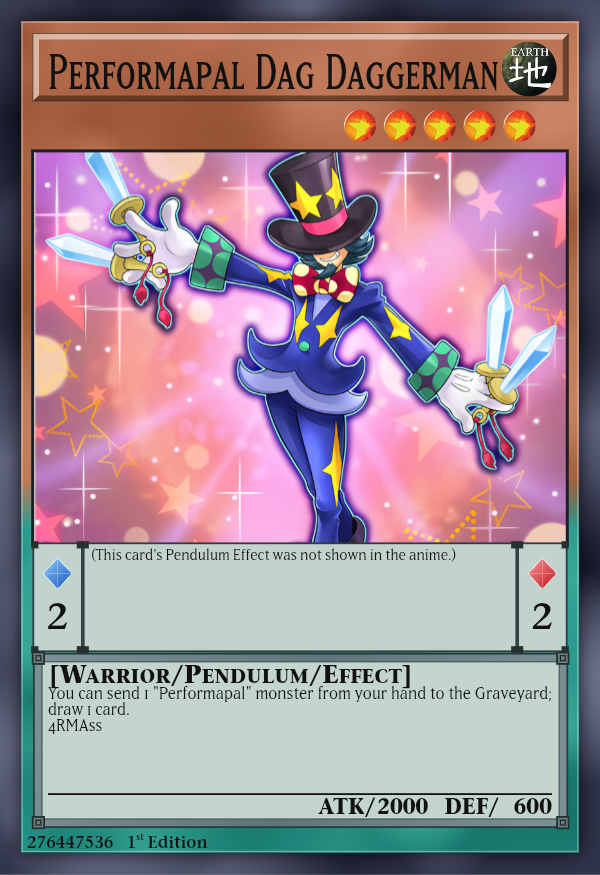 Performapal Dag Daggerman
EARTH
地
(This card's Pendulum Effect was not shown in the anime.)
2
2
[Warrior/Pendulum/Effect]
You can send 1 "Performapal" monster from your hand to the Graveyard;
draw 1 card.
4RMAss
ATK/2000 DEF/ 600
276447536 1st Edition